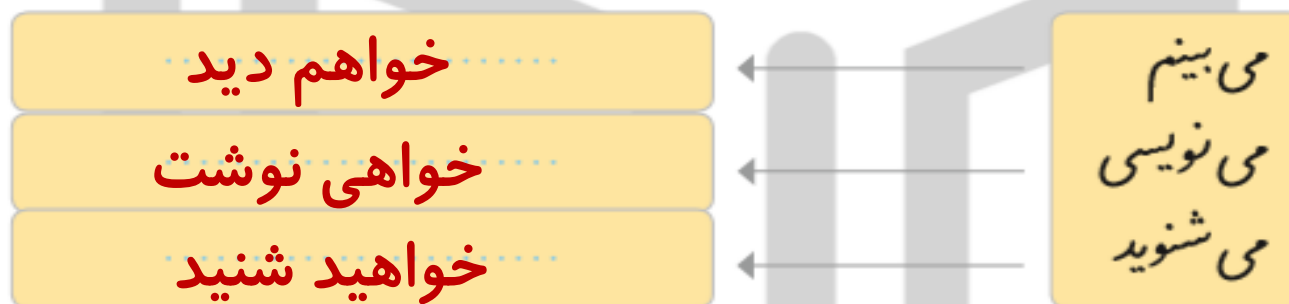 می بینم
خواهم دید
می نویسی
خواهی نوشت
می شنوید
خواهید شنید